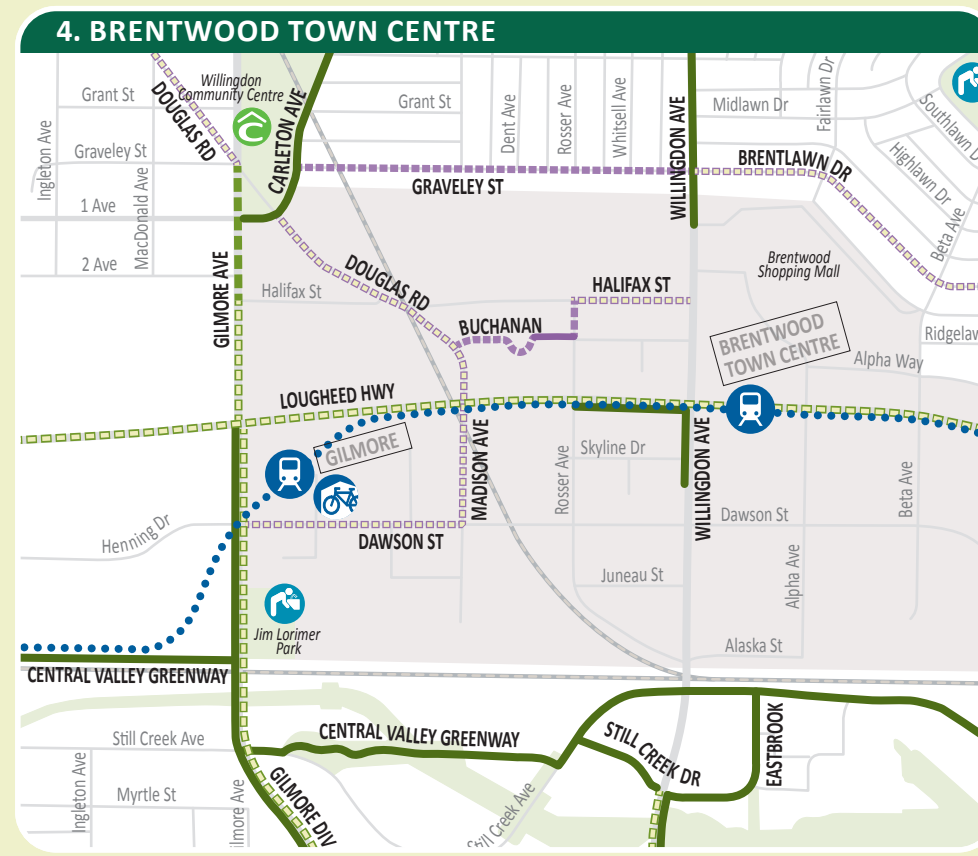 4. BRENTWOOD TOWN CENTRE
Willingdon
Community Centre
Grant St
DOUGLAS RD
CARLETON AVE
Grant St
Dent Ave
Rosser Ave
Whitsell Ave
WILLINGDON AVE
Midlawn Dr
Fairlawn Dr
Southlawn D
Highlawn Dr
Ingleton Ave
Graveley St
MacDonald Ave
GRAVELEY ST
BRENTLAWN DR
Beta Ave
1 Ave
2 Ave
GILMORE AVE
Halifax St
DOUGLAS RD
HALIFAX ST
BUCHANAN
Brentwood
Shopping Mall
BRENTWOOD
TOWN CENTRE
Ridgelaw
Alpha Way
LOUGHEED HWY
GILMORE
MADISON AVE
Rosser Ave
Skyline Dr
WILLINGDON AVE
Beta Ave
Henning Dr
DAWSON ST
Dawson St
Juneau St
Alpha Ave
Jim Lorimer
Park
Alaska St
CENTRAL VALLEY GREENWAY
Still Creek Ave
CENTRAL VALLEY GREENWAY
STILL CREEK DR
EASTBROOK
Ingleton Ave
Myrtle St
ilmore Ave
GILMORE DIV
Still Creek Ave